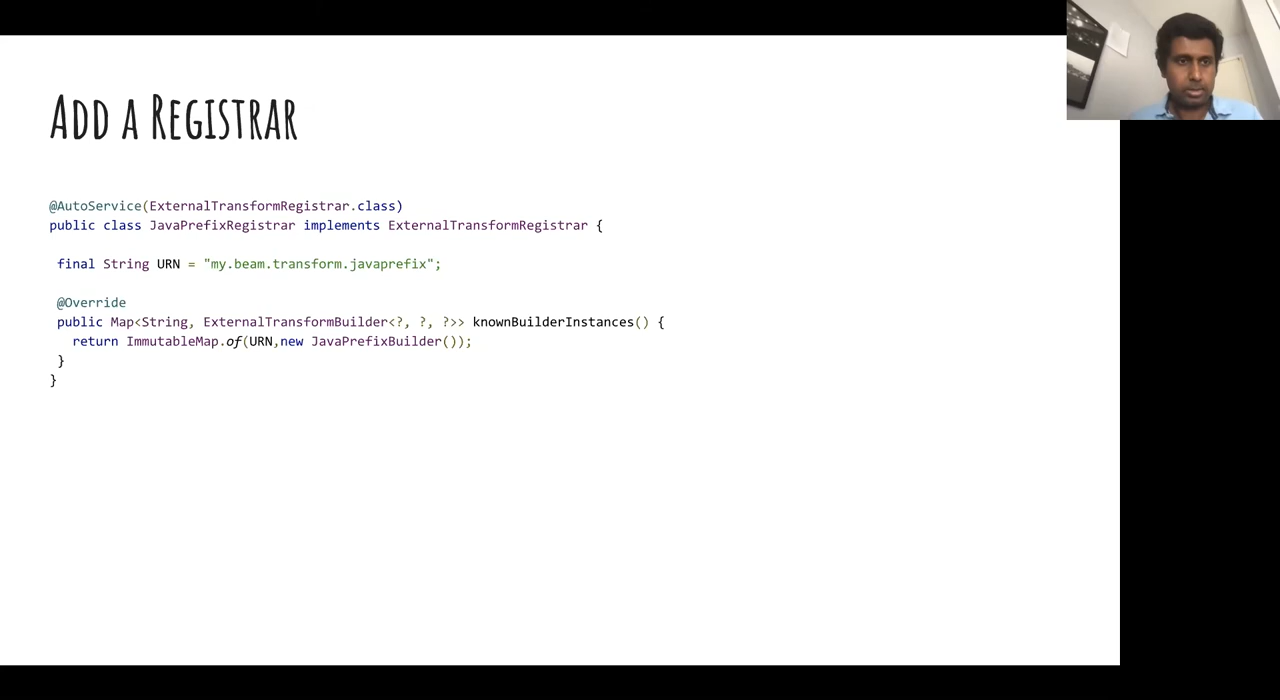 ADD A REGISTRAR
@AutoService(ExternalTransformRegistrar.class)
public class JavaPrefixRegistrar implements ExternalTransformRegistrar {
final String URN = "my.beam.transform.javaprefix";
@Override
public Map<String, ExternalTransformBuilder<?, ?, ?>> knownBuilderInstances() {
return ImmutableMap.of(URN,new JavaPrefixBuilder());
}
}